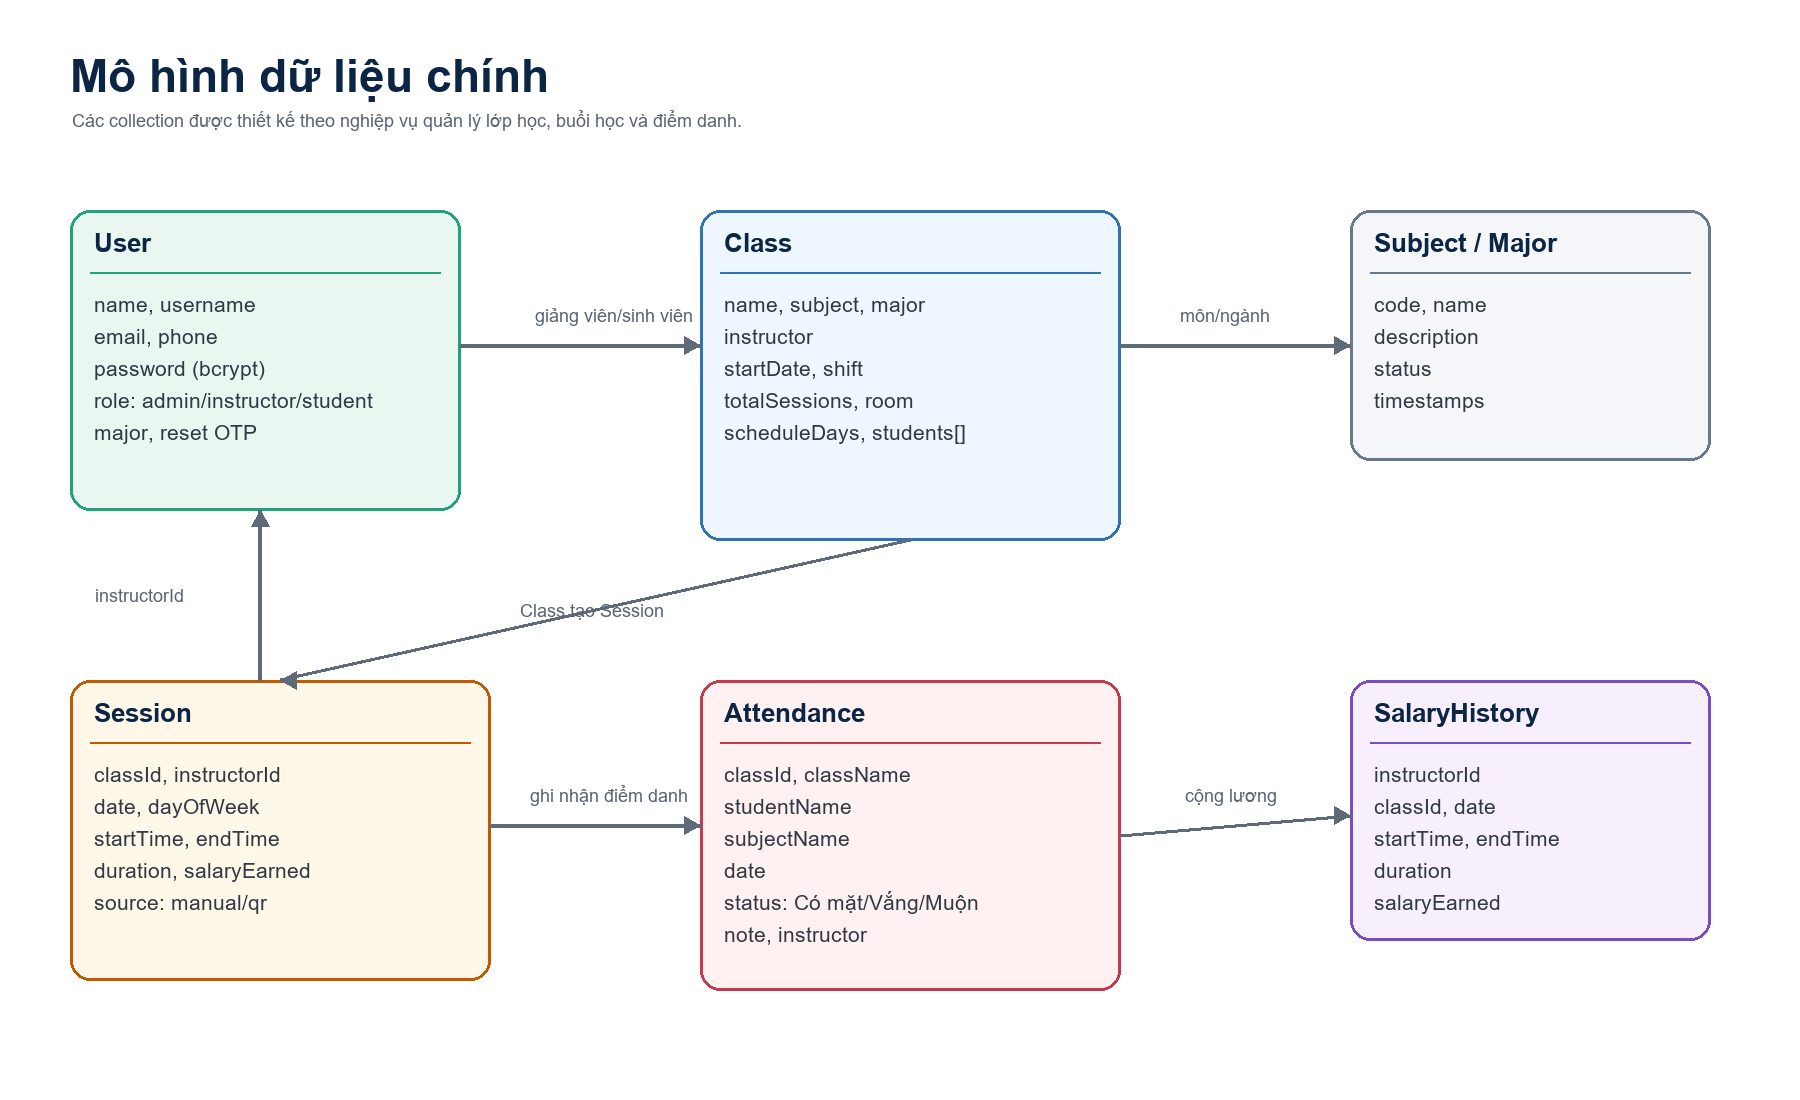 Mô hình dữ liệu chính
Các collection được thiết kế theo nghiệp vụ quản lý lớp học, buổi học và điểm danh.
User
name, username
email, phone
password (bcrypt)
role: admin/instructor/student
major, reset OTP
giảng viên/sinh viên
Class
name, subject, major
instructor
startDate, shift
totalSessions, room
scheduleDays, students[]
môn/ngành
Subject / Major
code, name
description
status
timestamps
instructorId
Class tạo Session
Session
classId, instructorId
date, dayOfWeek
startTime, endTime
duration, salaryEarned
source: manual/qr
ghi nhận điểm danh
Attendance
classId, className
studentName
subjectName
date
status: Có mặt/Vắng/Muộn
note, instructor
cộng lương
SalaryHistory
instructorId
classId, date
startTime, endTime
duration
salaryEarned